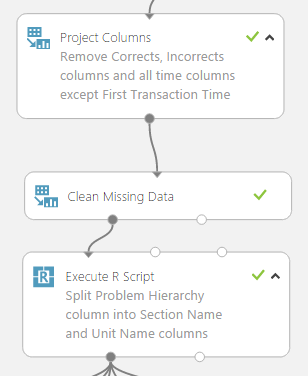 Project Columns
Remove Corrects, Incorrects
columns and all time columns
except First Transaction Time
Clean Missing Data
R
Execute R Script
Split Problem Hierarchy
column into Section Name
and Unit Name columns